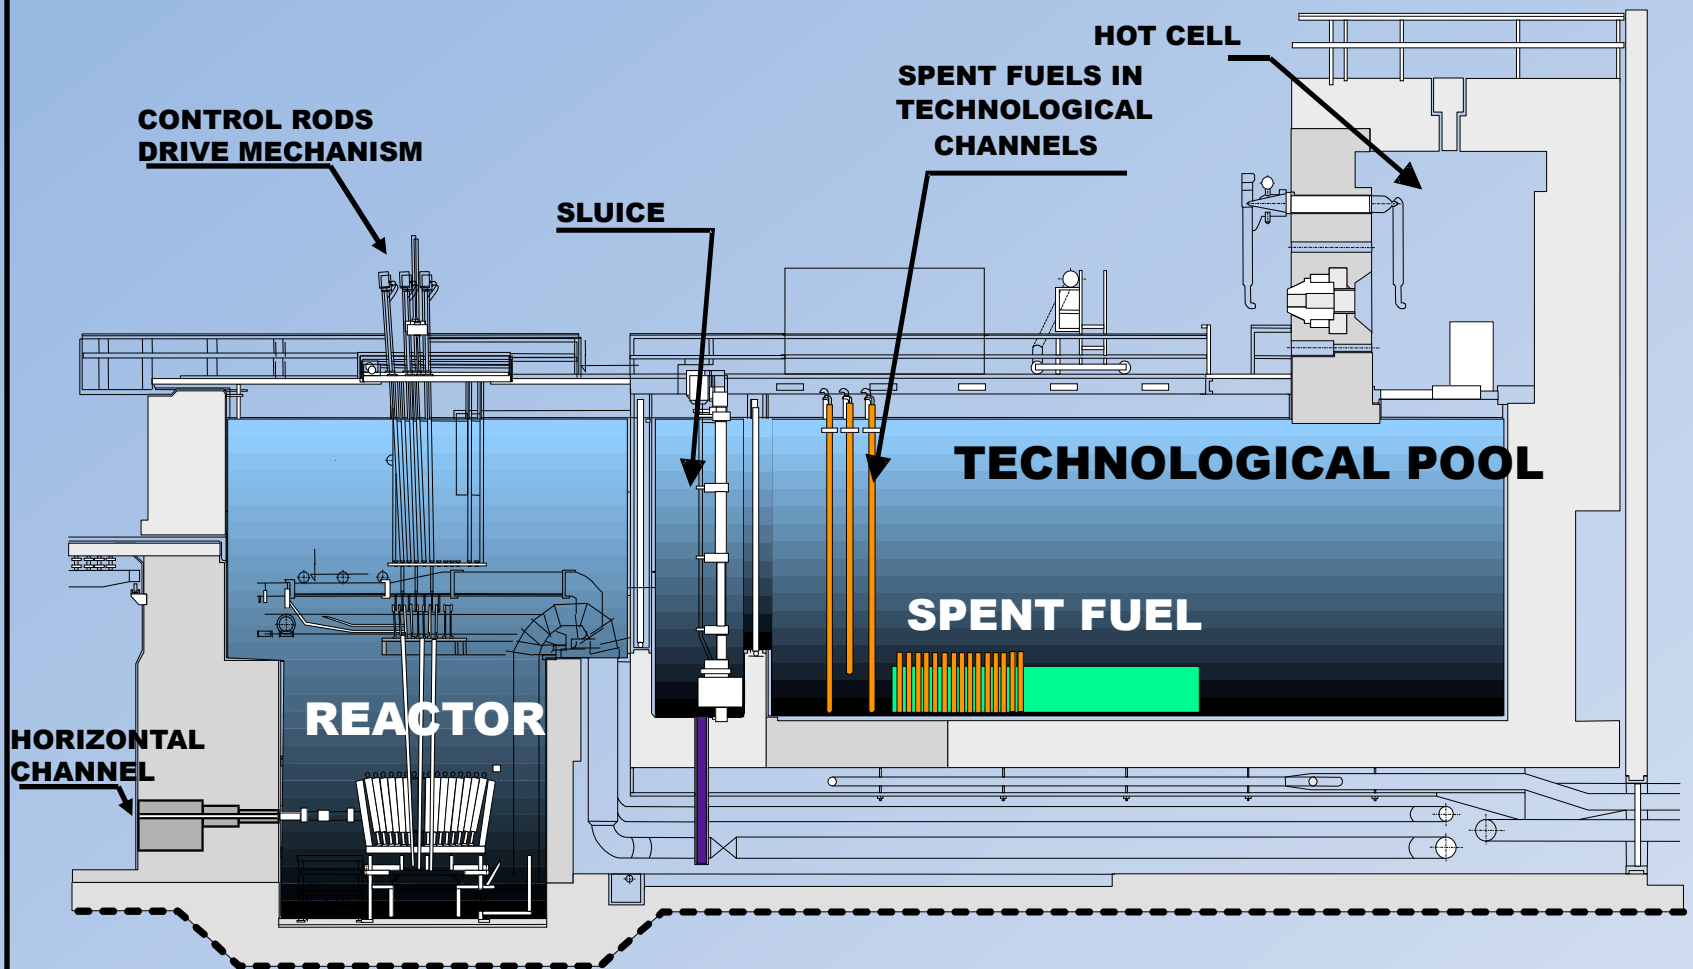 HOT CELL
SPENT FUELS IN
TECHNOLOGICAL
CHANNELS
CONTROL RODS
DRIVE MECHANISM
SLUICE
TECHNOLOGICAL POOL
SPENT FUEL
REACTOR
HORIZONTAL
CHANNEL